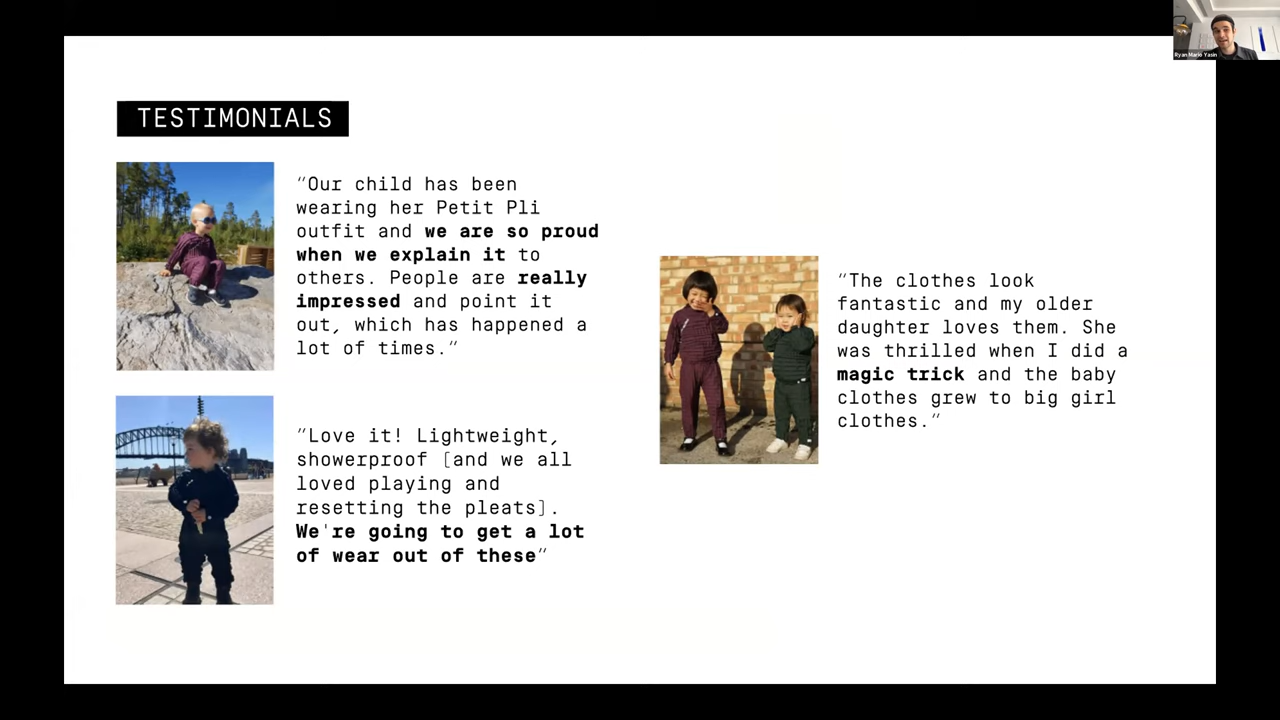 Ryan Mario Yasin
TESTIMONIALS
“Our child has been
wearing her Petit Pli
outfit and we are so proud
when we explain it to
others. People are really
impressed and point it
out, which has happened a
lot of times.”
“Love it! Lightweight,
showerproof (and we all
loved playing and
resetting the pleats).
We're going to get a lot
of wear out of these”
“The clothes look
fantastic and my older
daughter loves them. She
was thrilled when I did a
magic trick and the baby
clothes grew to big girl
clothes.”